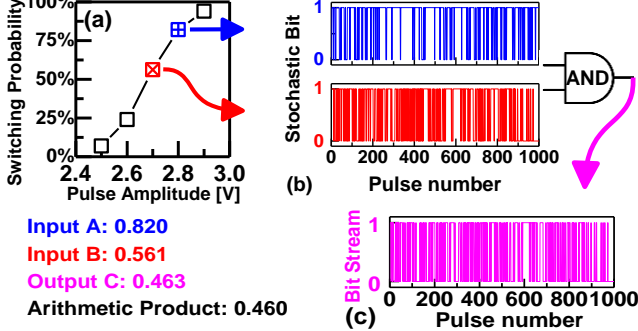 (a)
100%
75%
50%
25%
0%
Switching Probability
2.4 2.6 2.8 3.0
Pulse Amplitude [V]
1
0
1
0
Stochastic Bit
0 200 400 600 800 1000
(b) Pulse number
AND
Input A: 0.820
Input B: 0.561
Output C: 0.463
Arithmetic Product: 0.460
1
0
Bit Stream
0 200 400 600 800 1000
(c) Pulse number